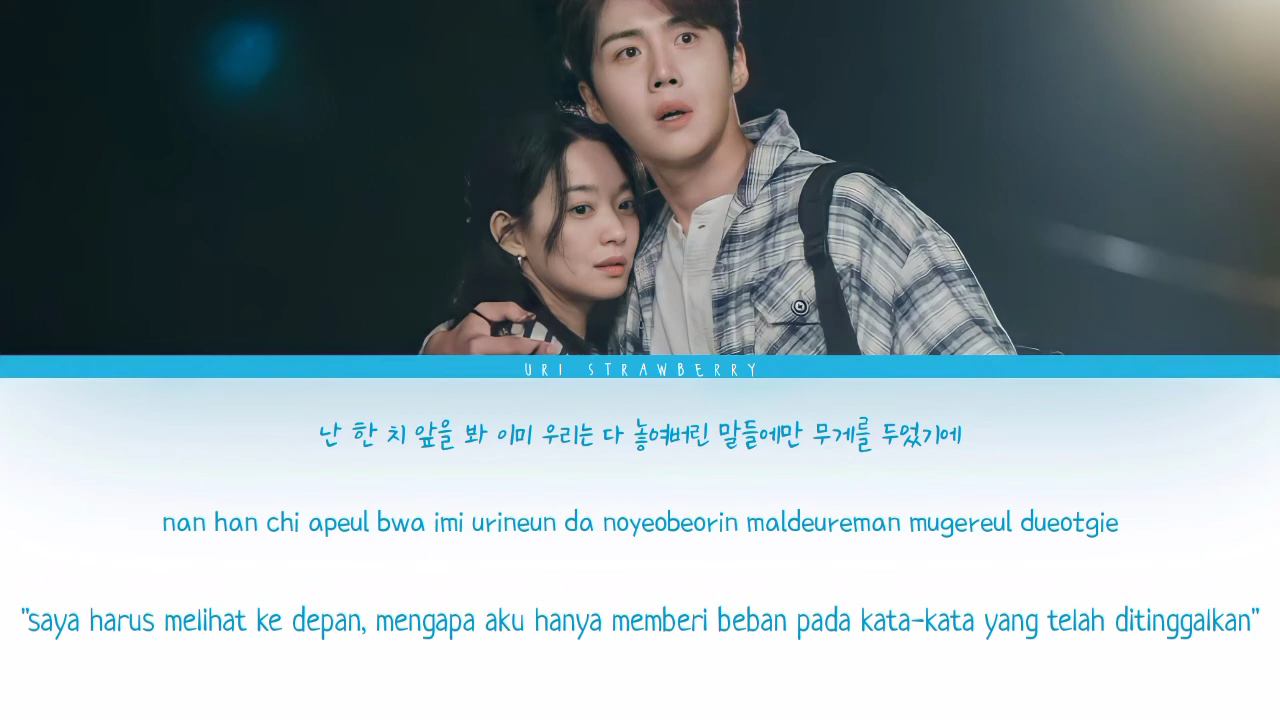 URI STRAWBERRY
난 한 치 앞을 봐 이미 우리는 다 놓여버린 말들에만 무게를 두었기에
nan han chi apeul bwa imi urineun da noyeobeorin maldeureman mugereul dueotgie
"saya harus melihat ke depan, mengapa aku hanya memberi beban pada kata-kata yang telah ditinggalkan"